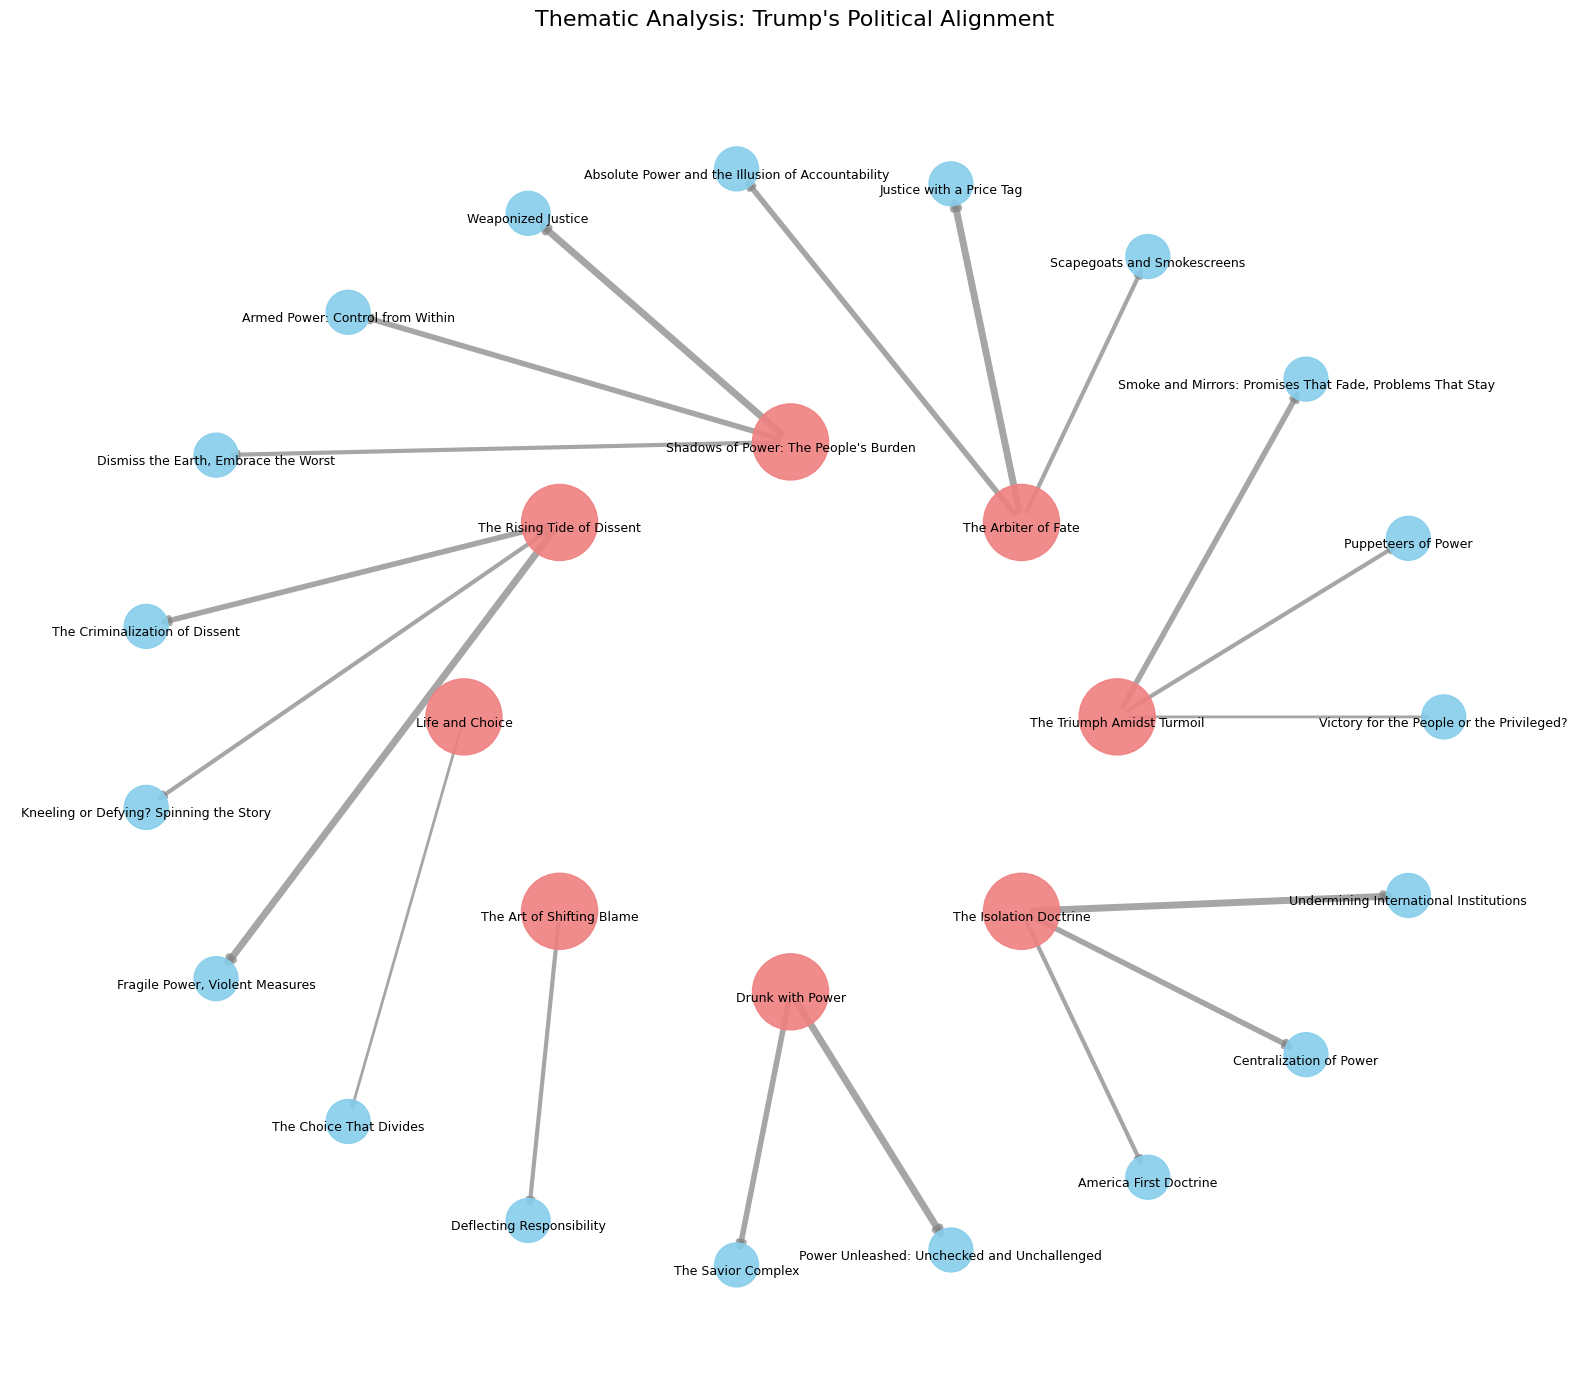 Thematic Analysis: Trump's Political Alignment
Absolute Power and the Illusion of Accountability
Justice with a Price Tag
Weaponized Justice
Scapegoats and Smokescreens
Armed Power: Control from Within
Smoke and Mirrors: Promises That Fade, Problems That Stay
Shadows of Power: The People's Burden
Dismiss the Earth, Embrace the Worst
The Rising Tide of Dissent
The Arbiter of Fate
Puppeteers of Power
The Criminalization of Dissent
Life and Choice
The Triumph Amidst Turmoil
Victory for the People or the Privileged?
Kneeling or Defying? Spinning the Story
Undermining International Institutions
The Art of Shifting Blame
The Isolation Doctrine
Fragile Power, Violent Measures
Drunk with Power
Centralization of Power
The Choice That Divides
America First Doctrine
Deflecting Responsibility
Power Unleashed: Unchecked and Unchallenged
The Savior Complex